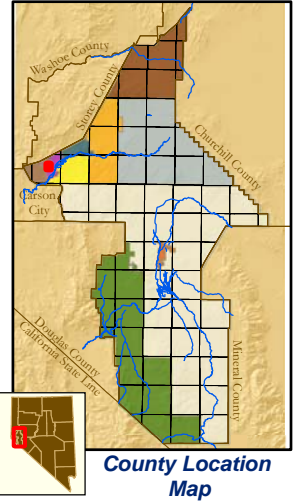 Washoe County
Storey County
Churchill County
Carson
City
Douglas County
California State Line
Mineral County
County Location
Map